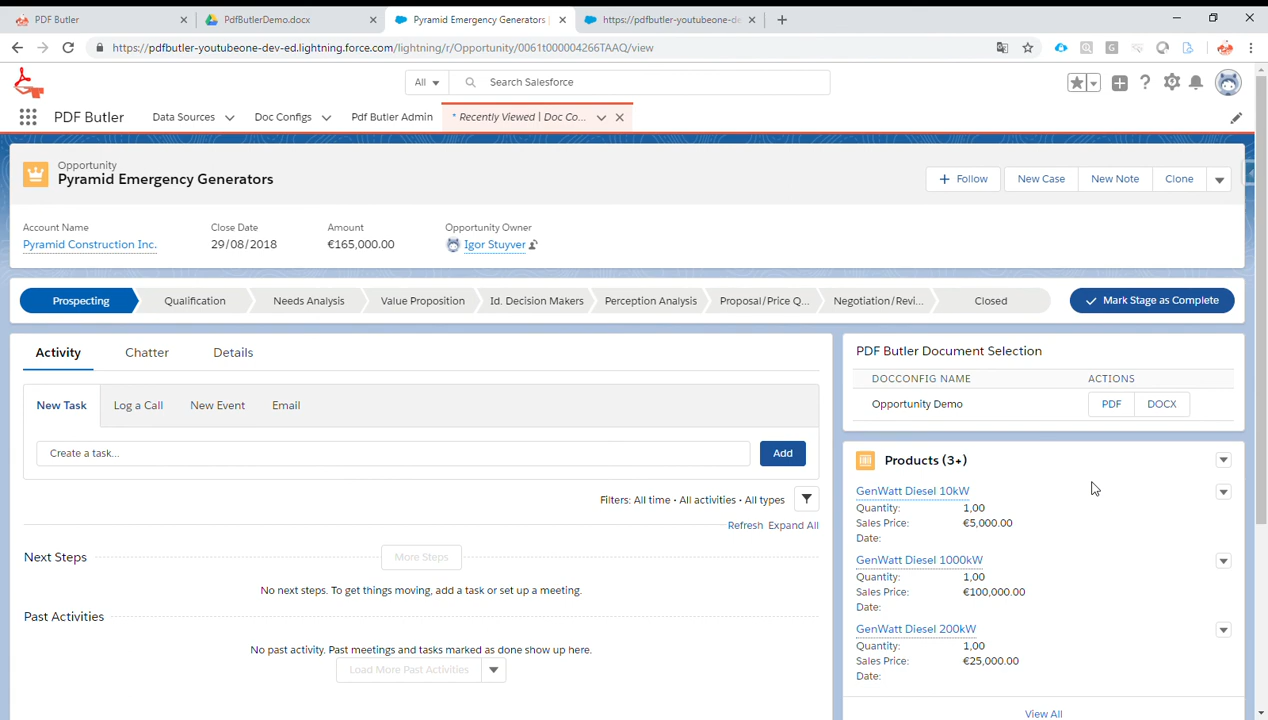 PDF Butler
PdfButlerDemo.docx
Pyramid Emergency Generators |
https://pdfbutler-youtubeone-de
https://pdfbutler-youtubeone-dev-ed.lightning.force.com/lightning/r/Opportunity/0061t000004266TAAQ/view
All
Search Salesforce
PDF Butler
Data Sources
Doc Configs
Pdf Butler Admin
* Recently Viewed | Doc Co...
Opportunity
Pyramid Emergency Generators
+ Follow
New Case
New Note
Clone
Account Name
Close Date
Amount
Opportunity Owner
Pyramid Construction Inc.
29/08/2018
€165,000.00
Igor Stuyver
Prospecting
Qualification
Needs Analysis
Value Proposition
Id. Decision Makers
Perception Analysis
Proposal/Price Q...
Negotiation/Revi...
Closed
Mark Stage as Complete
Activity
Chatter
Details
New Task
Log a Call
New Event
Email
Create a task...
Add
Filters: All time • All activities • All types
Refresh Expand All
Next Steps
More Steps
No next steps. To get things moving, add a task or set up a meeting.
Past Activities
No past activity. Past meetings and tasks marked as done show up here.
Load More Past Activities
PDF Butler Document Selection
DOCCONFIG NAME
ACTIONS
Opportunity Demo
PDF
DOCX
Products (3+)
GenWatt Diesel 10kW
Quantity: 1,00
Sales Price: €5,000.00
Date:
GenWatt Diesel 1000kW
Quantity: 1,00
Sales Price: €100,000.00
Date:
GenWatt Diesel 200kW
Quantity: 1,00
Sales Price: €25,000.00
Date:
View All